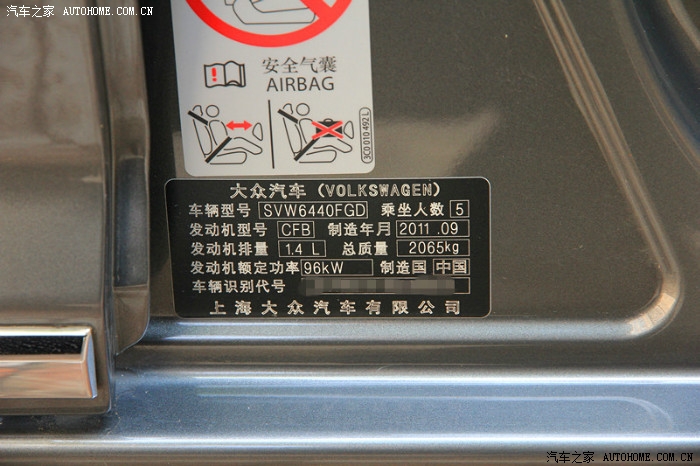 汽车之家 AUTOHOME.COM.CN
安全气囊
AIRBAG
3C0 010 492 L
大众汽车 (VOLKSWAGEN)
车辆型号 SVW6440FGD 乘坐人数 5
发动机型号 CFB 制造年月 2011 .09
发动机排量 1.4 L 总质量 2065kg
发动机额定功率 96kW 制造国 中国
车辆识别代号
上海大众汽车有限公司
汽车之家 AUTOHOME.COM.CN